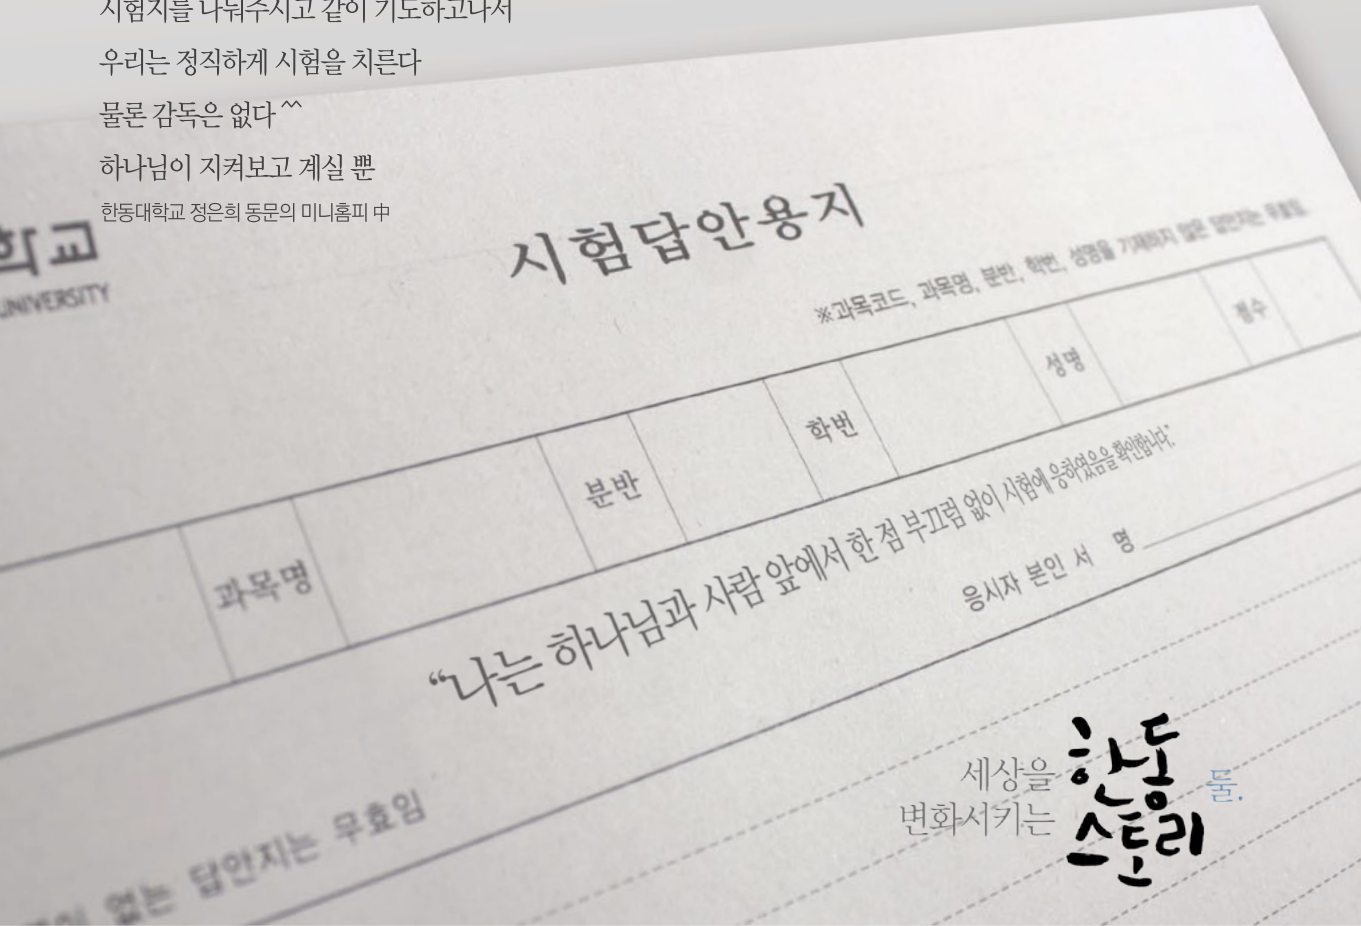 시험지를 나눠주시고 같이 기도하고나서
우리는 정직하게 시험을 치른다
물론 감독은 없다 ^^
하나님이 지켜보고 계실 뿐
한동대학교 정은희 동문의 미니홈피 中
학교
UNIVERSITY
시험답안용지
※과목코드, 과목명, 분반, 학번, 성명을 기재하지 않은 답안지는 무효임.
과목명
분반
학번
성명
점수
“나는 하나님과 사람 앞에서 한 점 부끄럼 없이 시험에 응하였음을 확인합니다.”
응시자 본인 서 명
없는 답안지는 무효임
세상을
변화시키는
한동
스토리
둘.